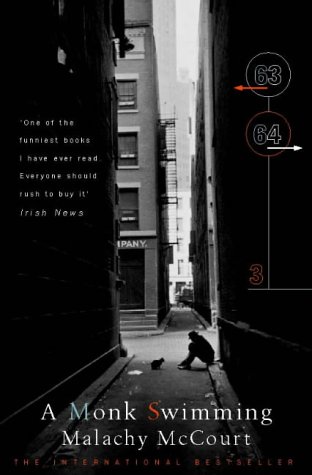 63
64
'One of the
funniest books
I have ever read
Everyone should
rush to buy it'
Irish News
PANY.
3
A Monk Swimming
Malachy McCourt
THE INTERNATIONAL BESTSELLER